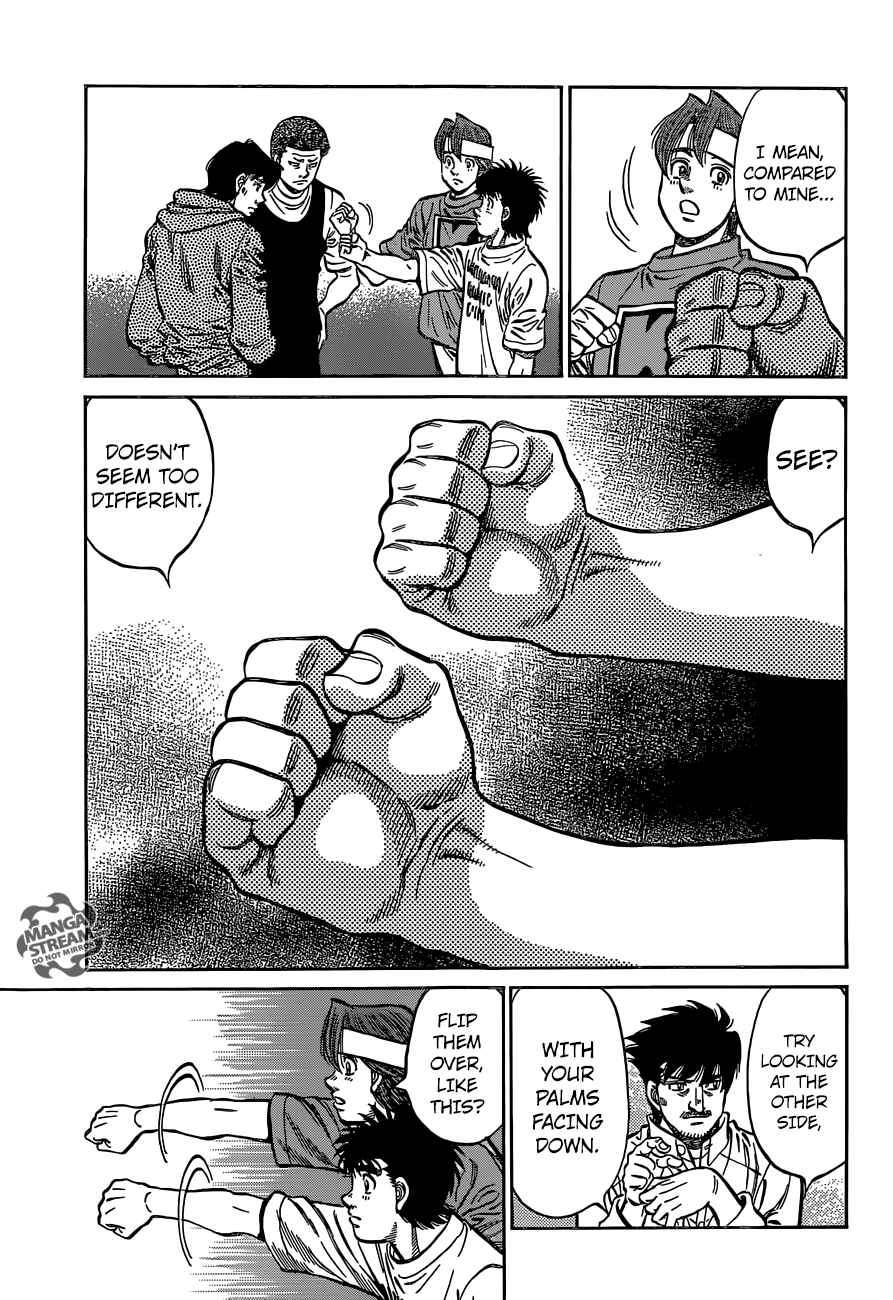 I MEAN,
COMPARED
TO MINE...
SEE?
DOESN'T
SEEM TOO
DIFFERENT.
TRY
LOOKING
AT THE
OTHER
SIDE,
WITH
YOUR
PALMS
FACING
DOWN.
FLIP
THEM
OVER,
LIKE
THIS?
MANGA
STREAM
DO NOT MIRROR